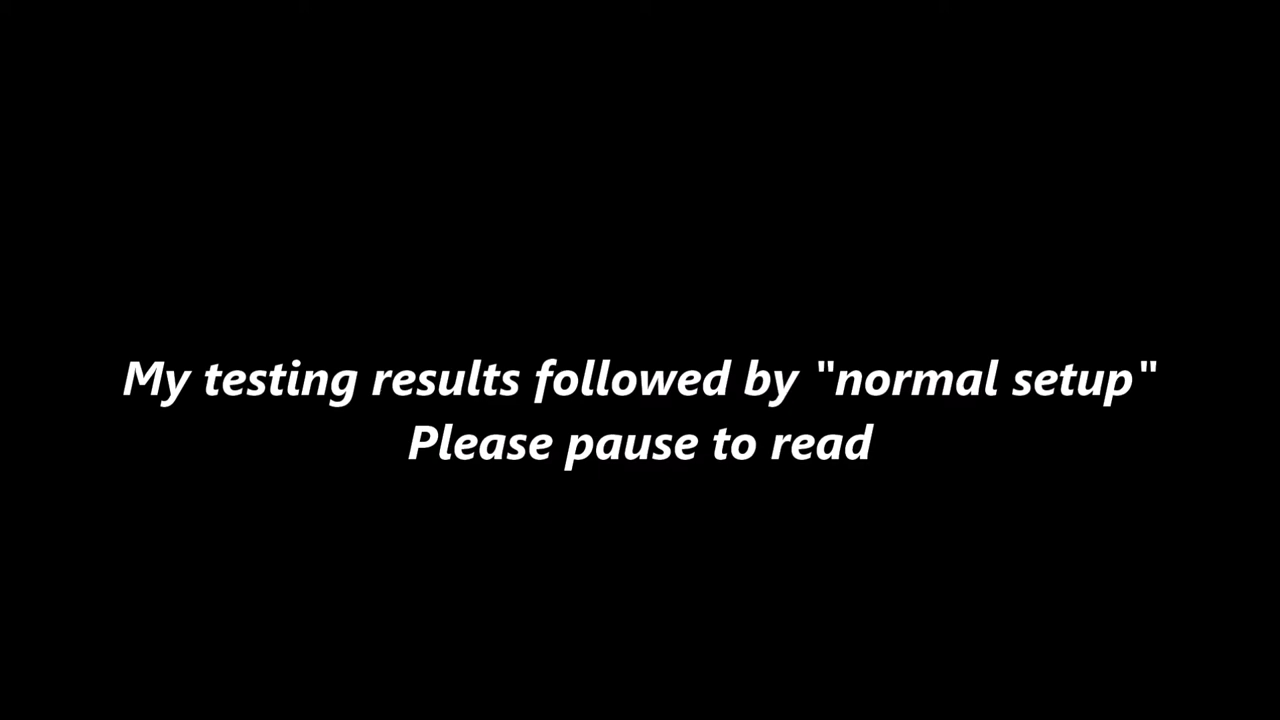 My testing results followed by "normal setup"
Please pause to read